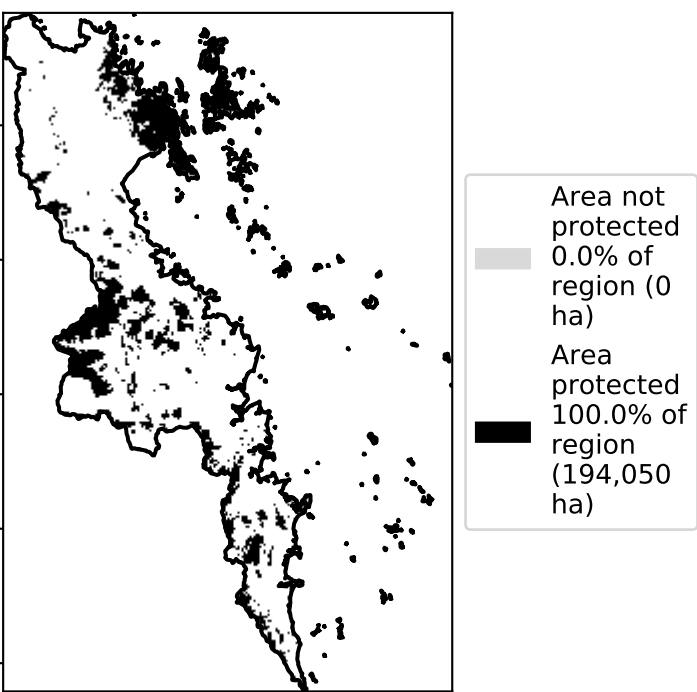 Area not
protected
0.0% of
region (0
ha)
Area
protected
100.0% of
region
(194,050
ha)